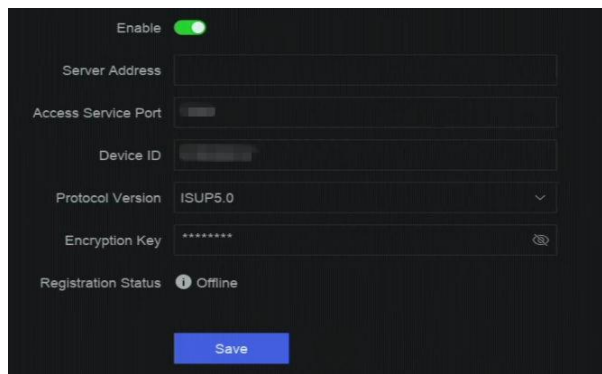 Enable
Server Address
Access Service Port
Device ID
Protocol Version ISUP5.0
Encryption Key ********
Registration Status Offline
Save